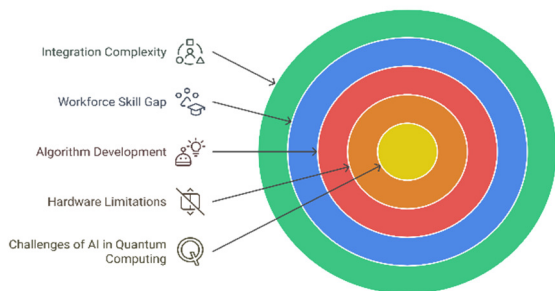 Integration Complexity
Workforce Skill Gap
Algorithm Development
Hardware Limitations
Challenges of AI in Quantum
Computing